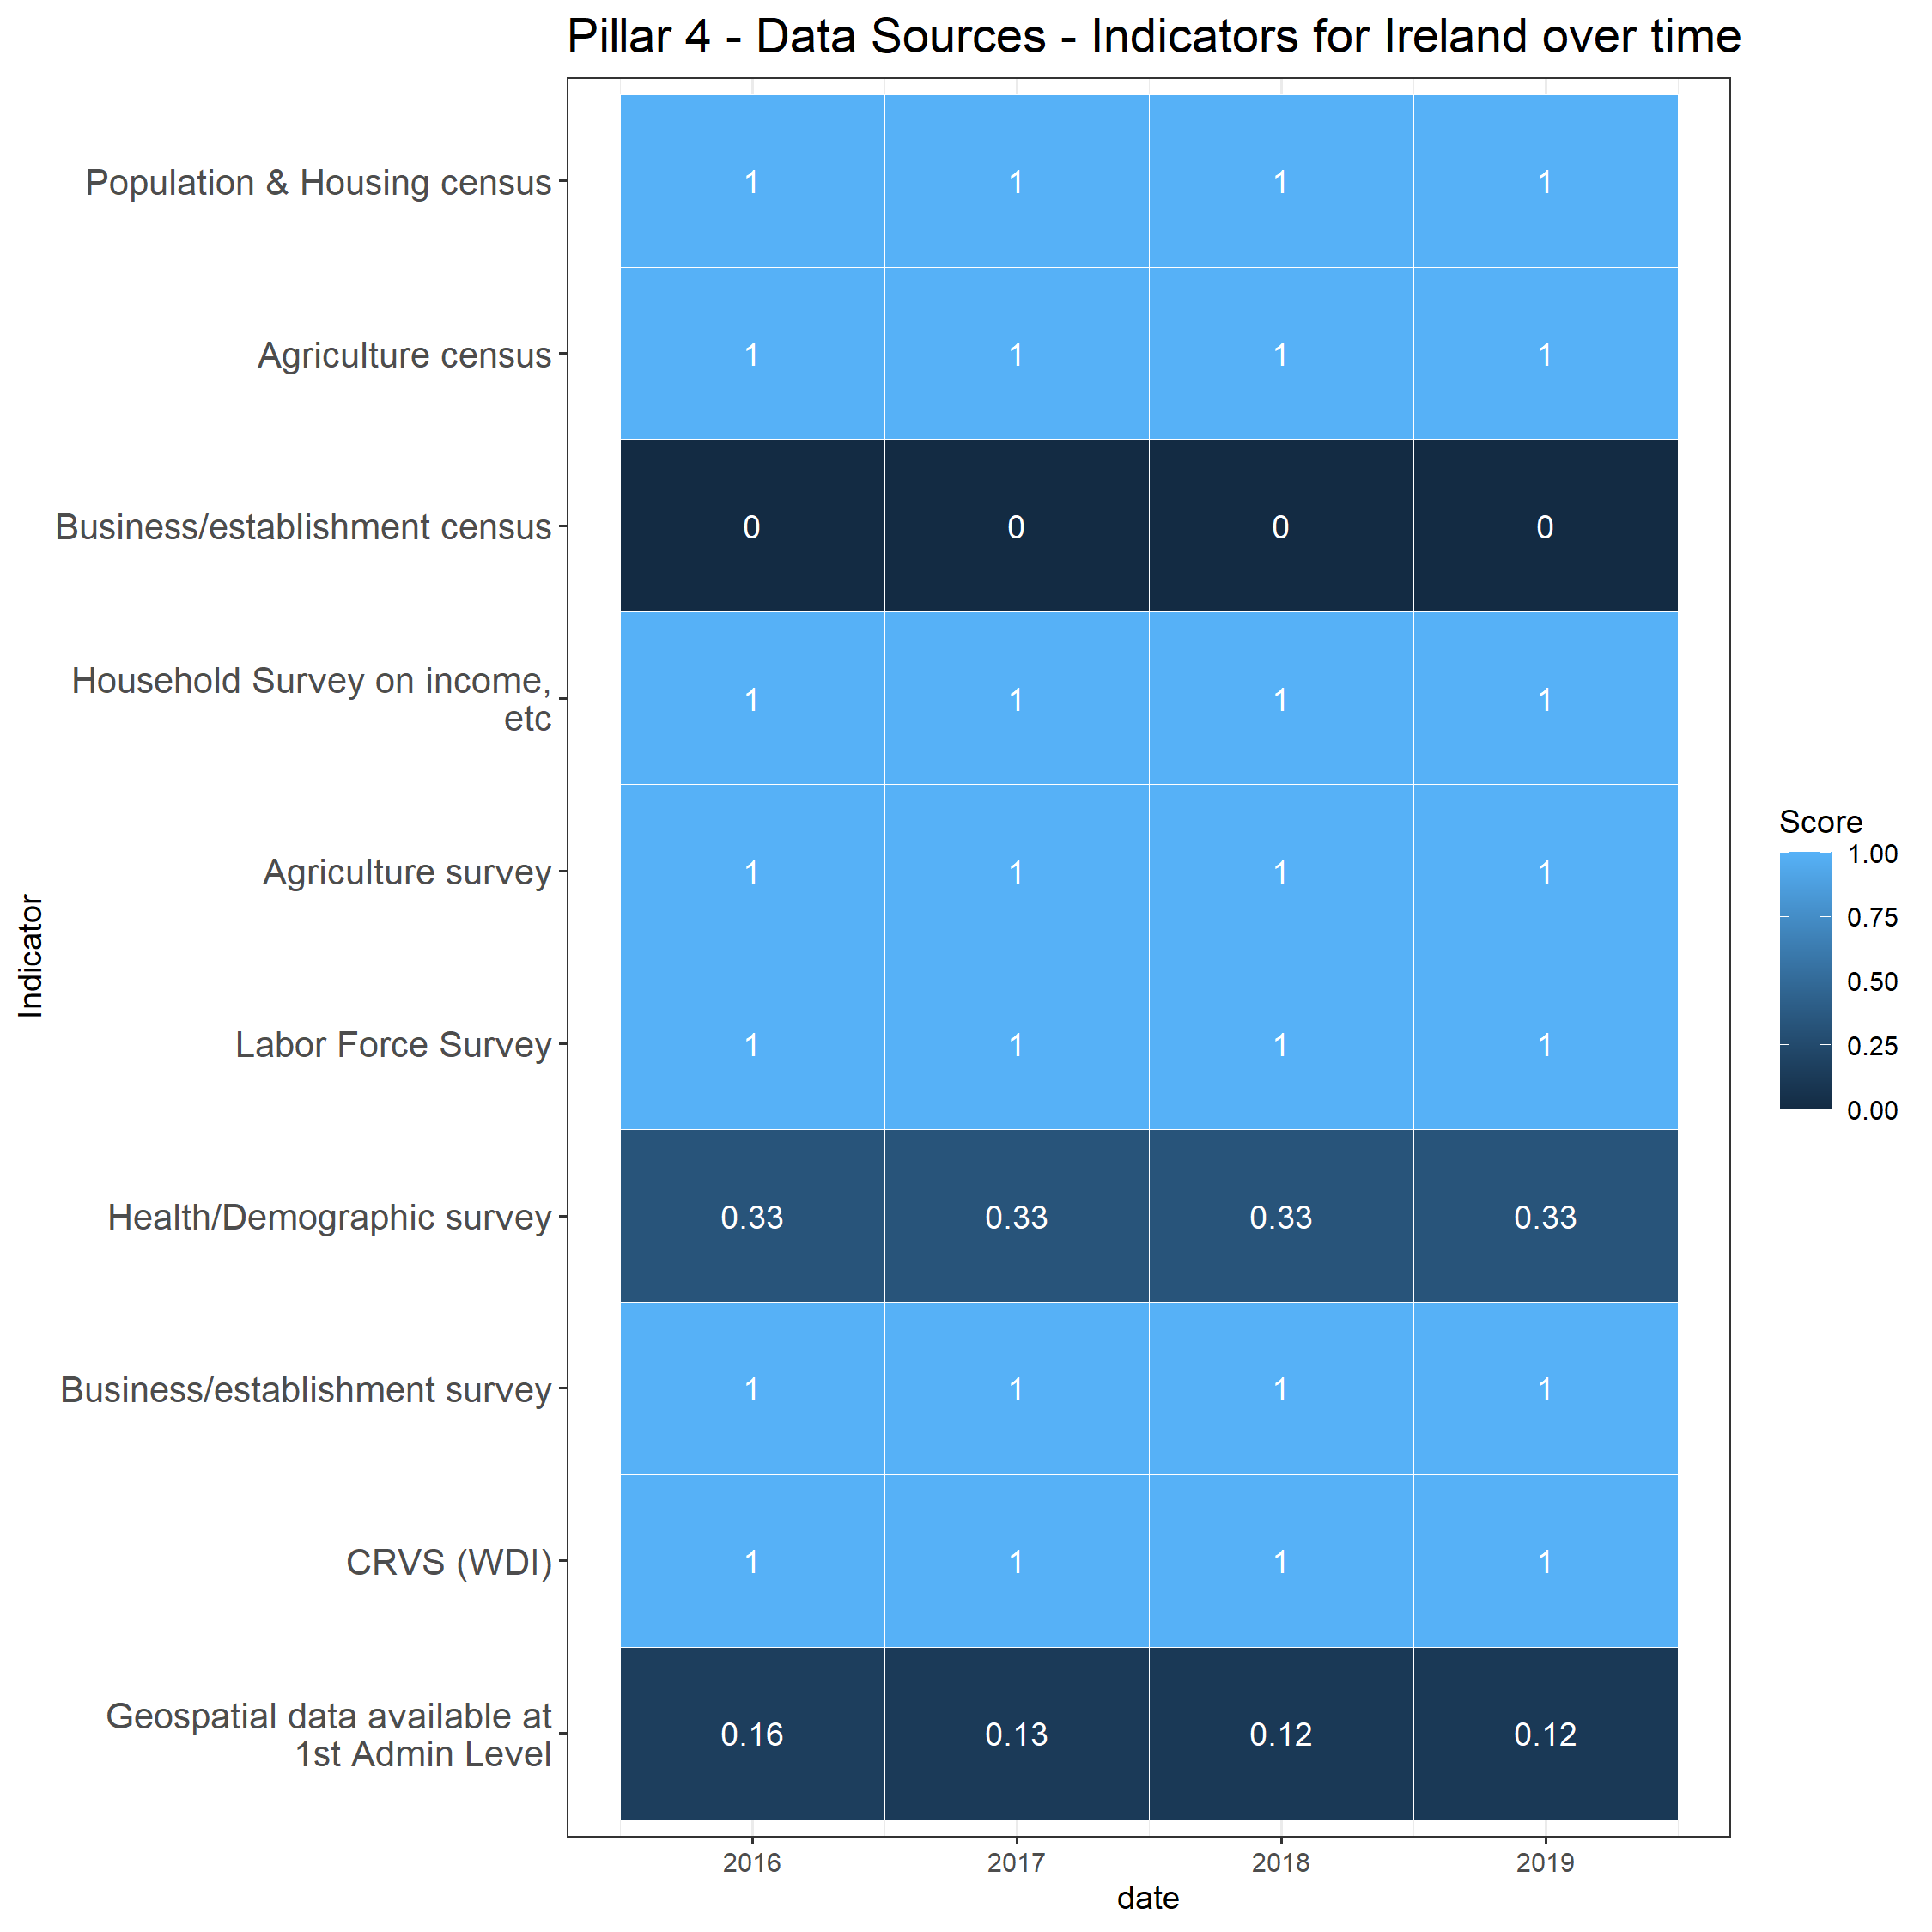 Pillar 4 - Data Sources - Indicators for Ireland over time
Population & Housing census
1 1 1 1
Agriculture census
1 1 1 1
Business/establishment census
0 0 0 0
Household Survey on income,
etc
1 1 1 1
Agriculture survey
1 1 1 1
Labor Force Survey
1 1 1 1
Health/Demographic survey
0.33 0.33 0.33 0.33
Business/establishment survey
1 1 1 1
CRVS (WDI)
1 1 1 1
Geospatial data available at
1st Admin Level
0.16 0.13 0.12 0.12
2016 2017 2018 2019
date
Indicator
Score
1.00
0.75
0.50
0.25
0.00